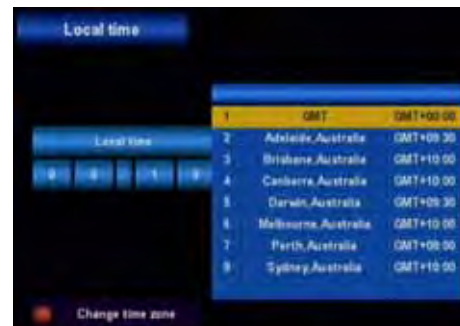 Local time
1 GMT GMT+00:00
Local time
2 Adelaide,Australia GMT+09:30
3 Brisbane,Australia GMT+10:00
4 Canberra,Australia GMT+10:00
5 Darwin,Australia GMT+09:30
6 Melbourne,Australia GMT+10:00
7 Perth,Australia GMT+08:00
Sydney,Australia GMT+10:00
Change time zone